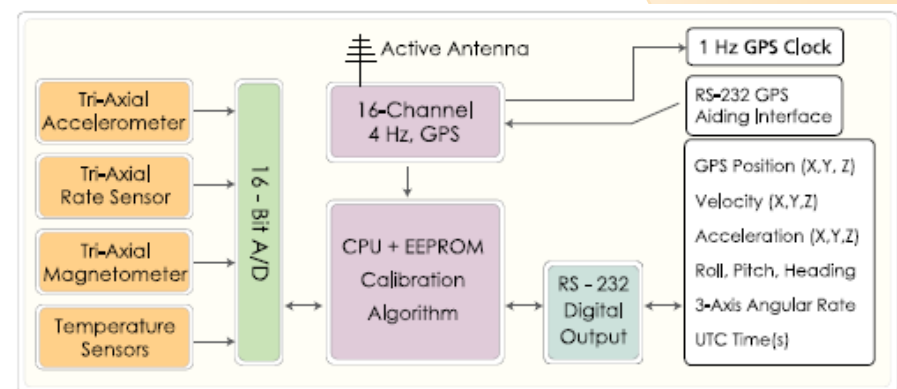 Active Antenna
1 Hz GPS Clock
Tri-Axial
Accelerometer
16-Channel
4 Hz, GPS
RS-232 GPS
Aiding Interface
Tri-Axial
Rate Sensor
Tri-Axial
Magnetometer
Temperature
Sensors
16 - Bit A/D
CPU + EEPROM
Calibration
Algorithm
RS - 232
Digital
Output
GPS Position (X,Y, Z)
Velocity (X,Y,Z)
Acceleration (X,Y,Z)
Roll, Pitch, Heading
3-Axis Angular Rate
UTC Time(s)